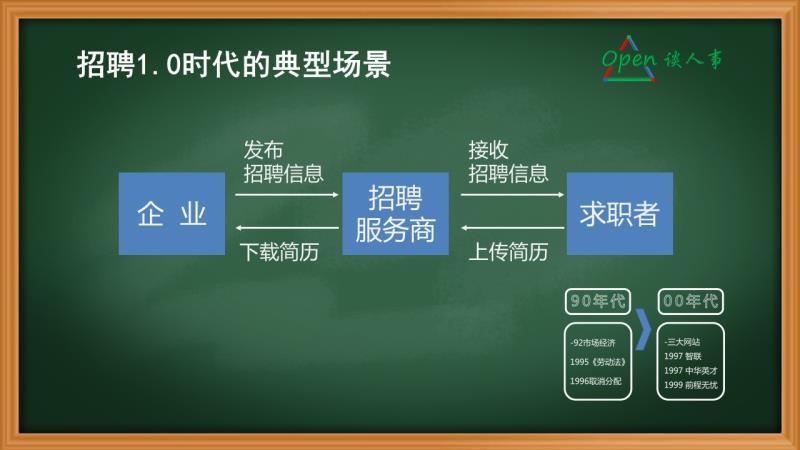 招聘1.0时代的典型场景
Open 谈人事
发布
招聘信息
接收
招聘信息
企 业
招聘
服务商
求职者
下载简历
上传简历
90年代
00年代
-92市场经济
1995《劳动法》
1996取消分配
-三大网站
1997 智联
1997 中华英才
1999 前程无忧